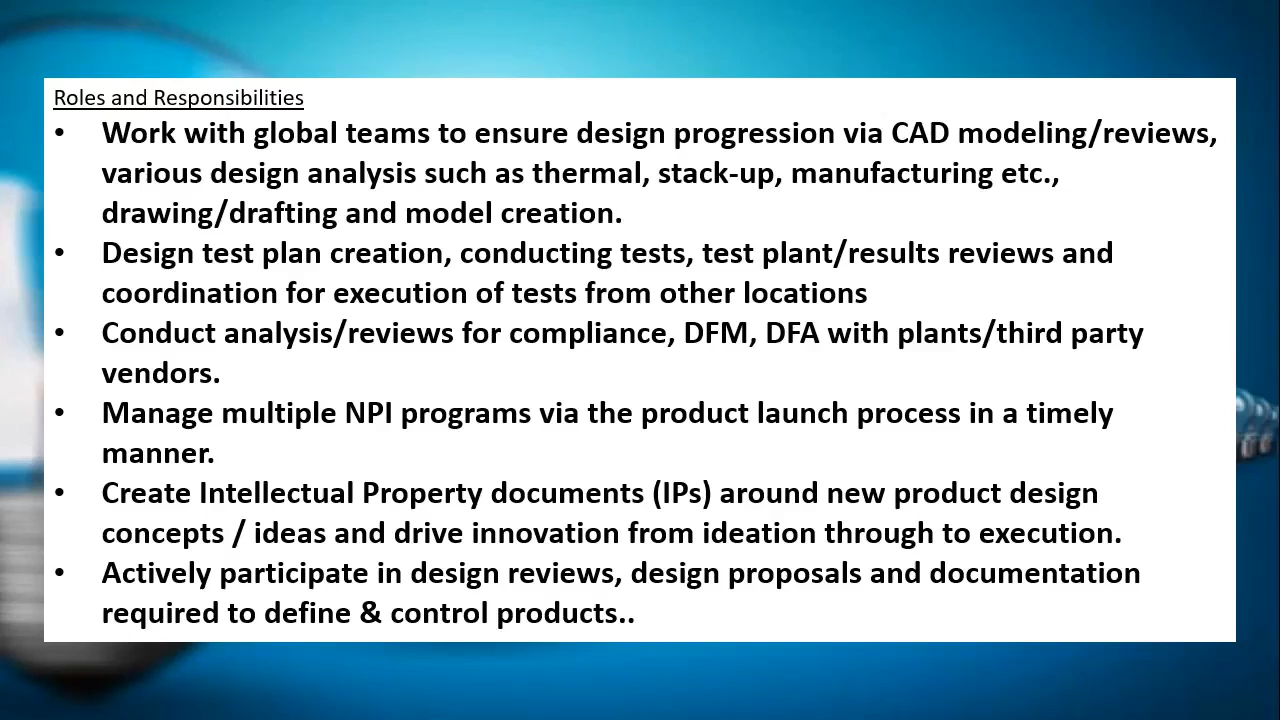 Roles and Responsibilities
• Work with global teams to ensure design progression via CAD modeling/reviews,
various design analysis such as thermal, stack-up, manufacturing etc.,
drawing/drafting and model creation.
• Design test plan creation, conducting tests, test plant/results reviews and
coordination for execution of tests from other locations
• Conduct analysis/reviews for compliance, DFM, DFA with plants/third party
vendors.
• Manage multiple NPI programs via the product launch process in a timely
manner.
• Create Intellectual Property documents (IPs) around new product design
concepts / ideas and drive innovation from ideation through to execution.
• Actively participate in design reviews, design proposals and documentation
required to define & control products..